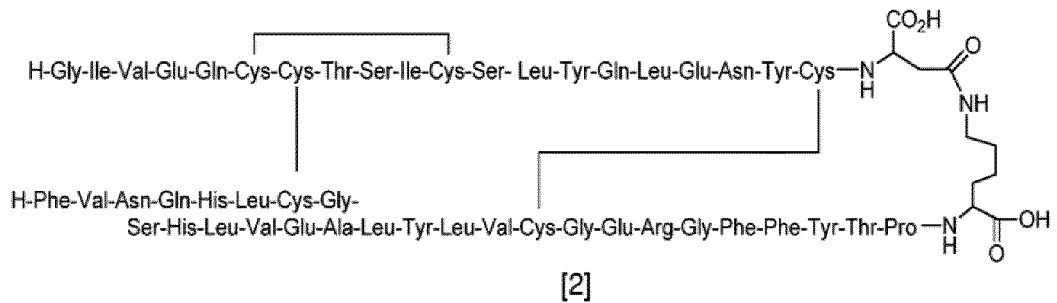 CO₂H
O
H-Gly-Ile-Val-Glu-Gln-Cys-Cys-Thr-Ser-Ile-Cys-Ser- Leu-Tyr-Gln-Leu-Glu-Asn-Tyr-Cys-N
H
NH
H-Phe-Val-Asn-Gln-His-Leu-Cys-Gly-
Ser-His-Leu-Val-Glu-Ala-Leu-Tyr-Leu-Val-Cys-Gly-Glu-Arg-Gly-Phe-Phe-Tyr-Thr-Pro-N
H
OH
O
[2]